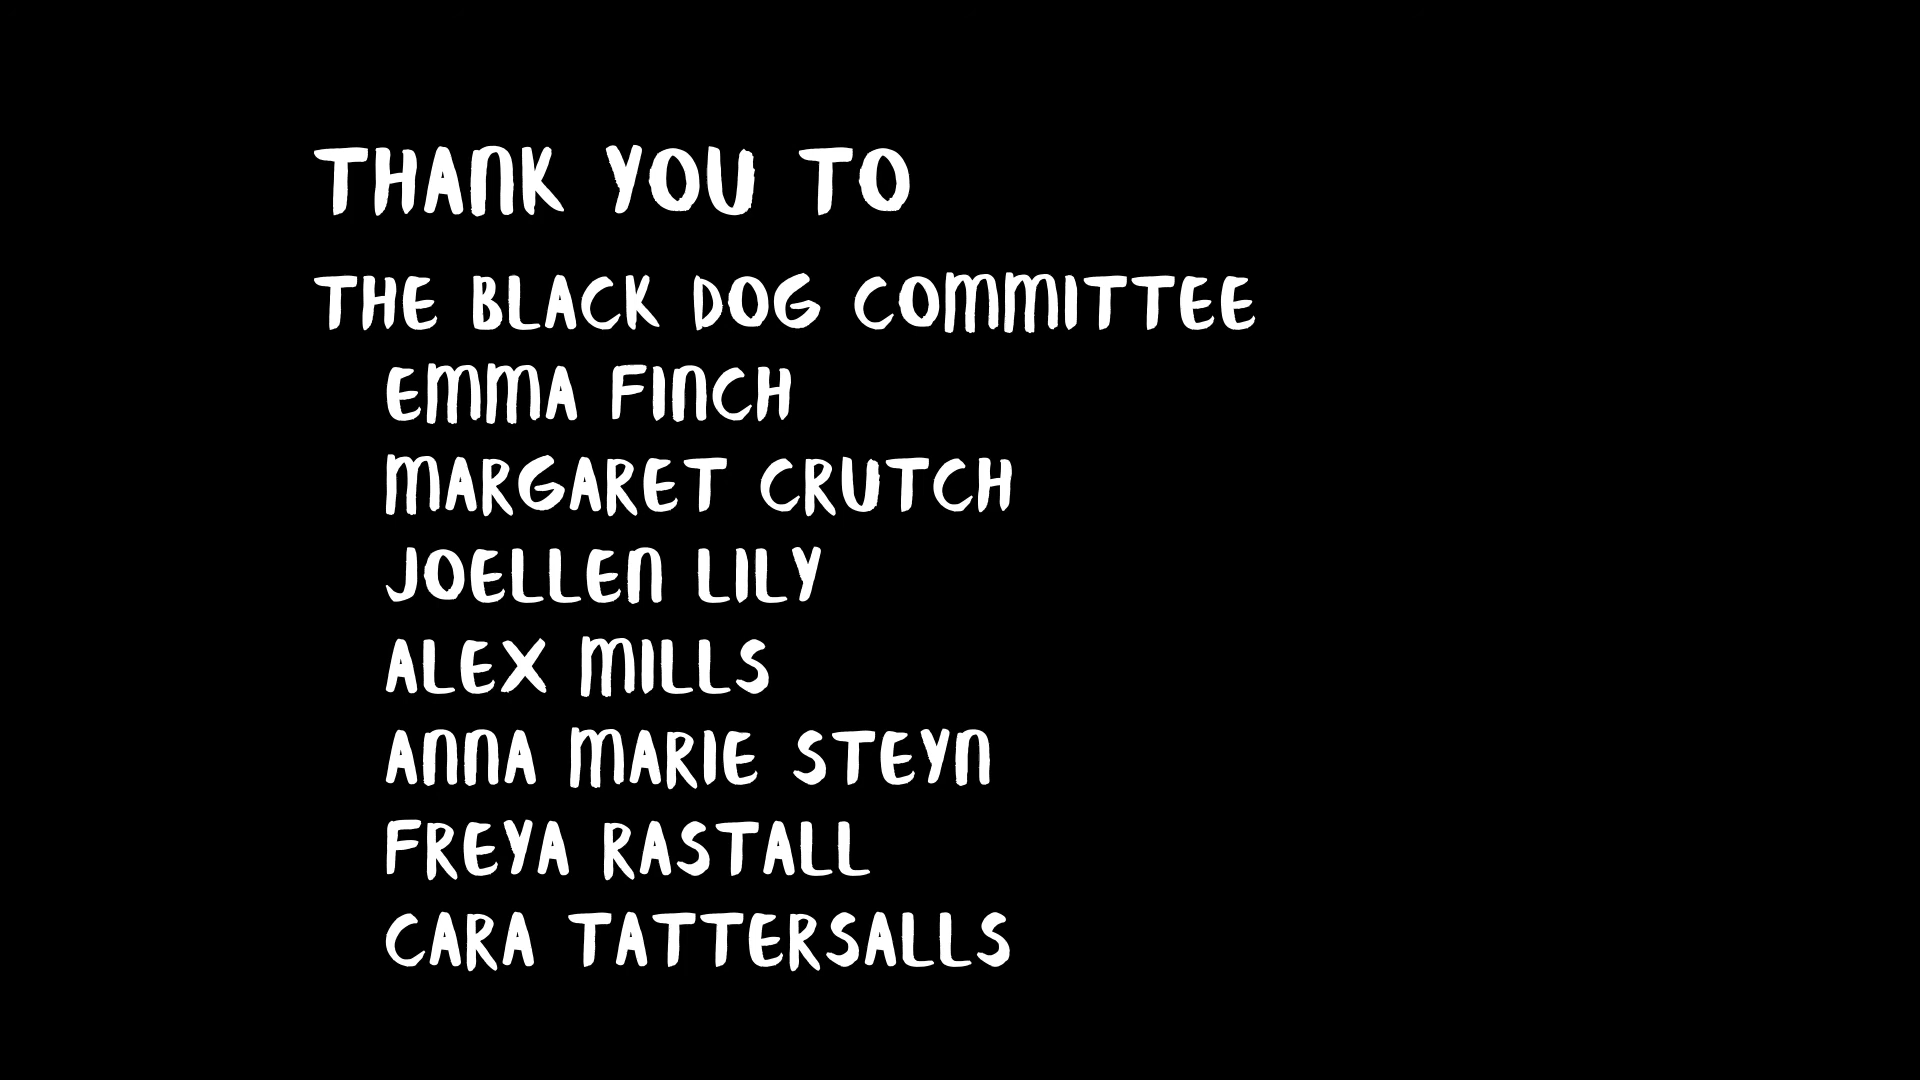 THANK YOU TO
THE BLACK DOG COMMITTEE
EMMA FINCH
MARGARET CRUTCH
JOELLEN LILY
ALEX MILLS
ANNA MARIE STEYN
FREYA RASTALL
CARA TATTERSALLS